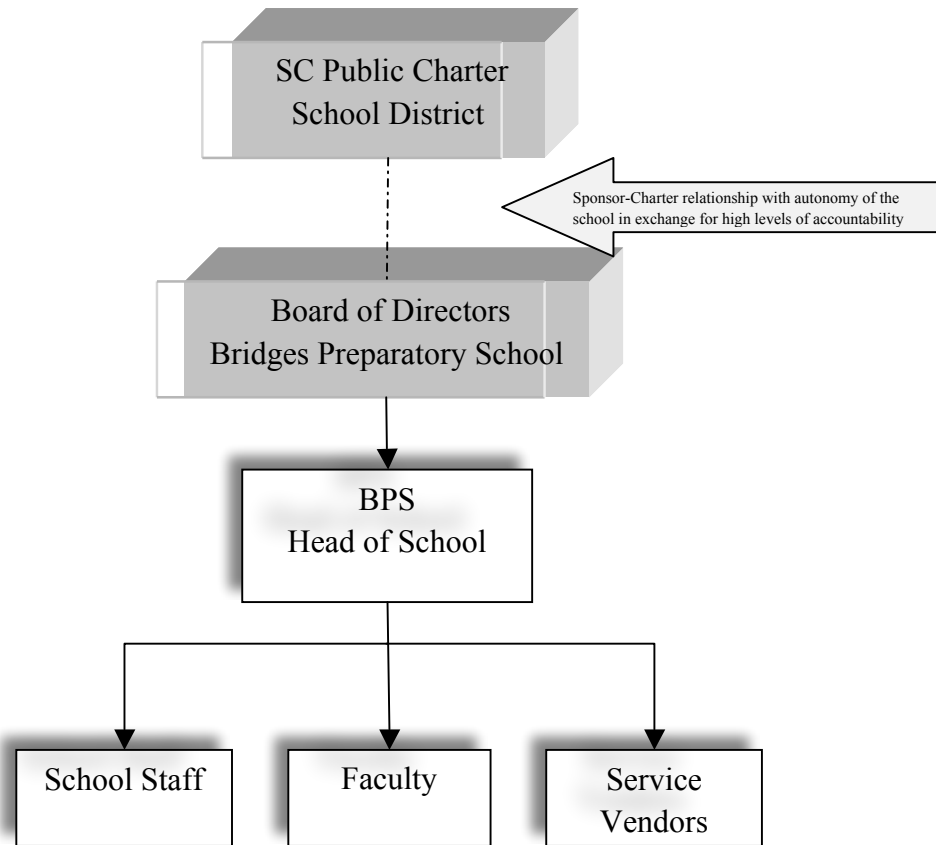 SC Public Charter
School District
Sponsor-Charter relationship with autonomy of the
school in exchange for high levels of accountability
Board of Directors
Bridges Preparatory School
BPS
Head of School
School Staff
Faculty
Service
Vendors